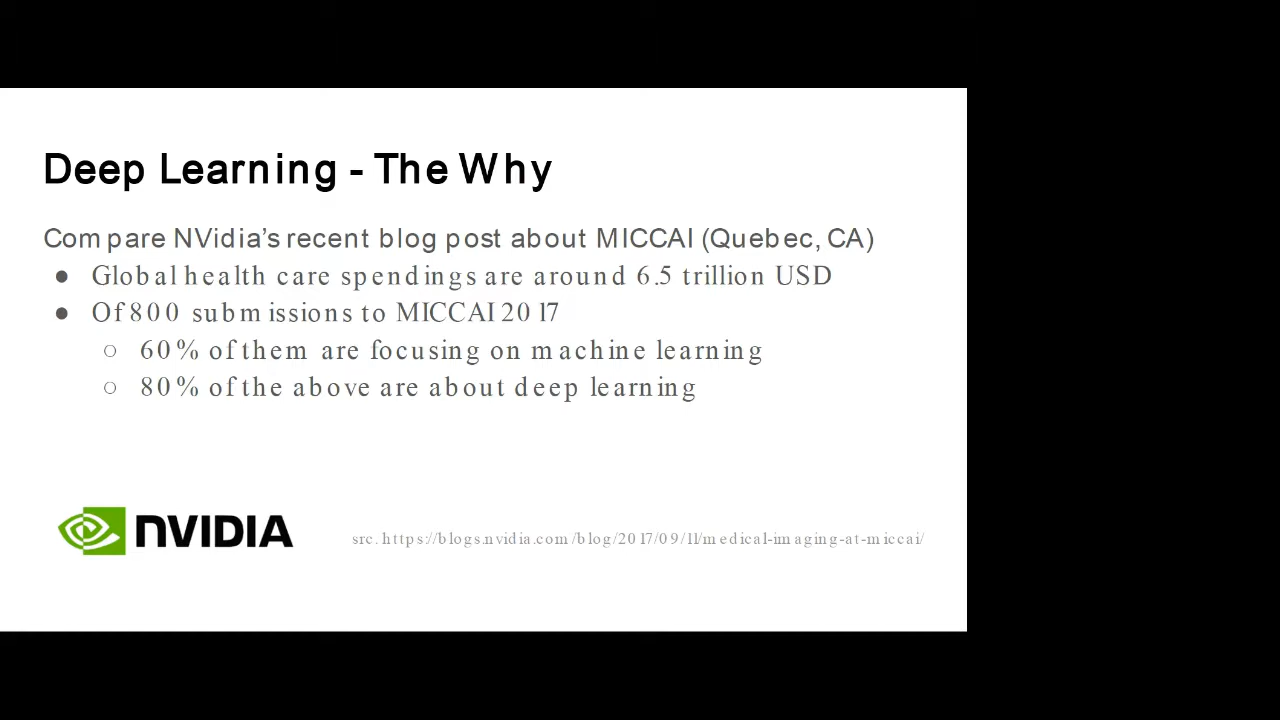 Deep Learning - The Why
Compare NVidia's recent blog post about MICCAI (Quebec, CA)
● Global health care spendings are around 6.5 trillion USD
● Of 800 submissions to MICCAI 2017
○ 60% of them are focusing on machine learning
○ 80% of the above are about deep learning
NVIDIA
src. https://blogs.nvidia.com/blog/2017/09/11/medical-imaging-at-miccai/